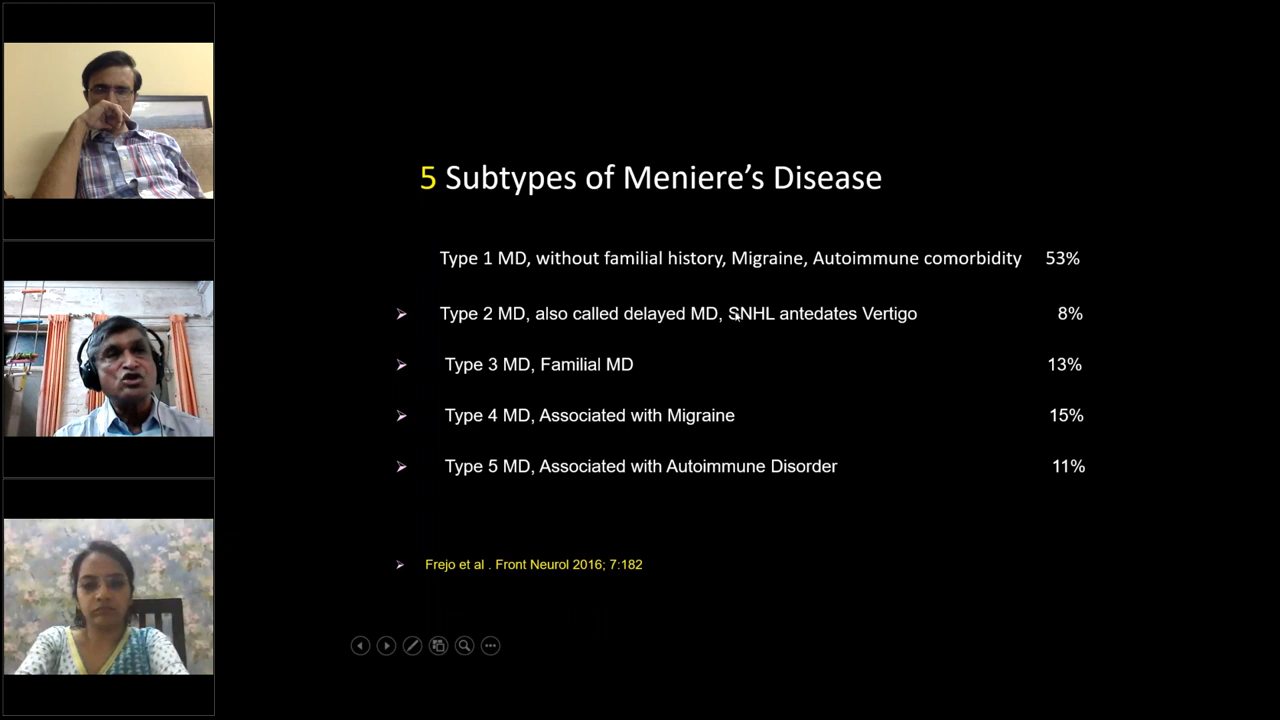 5 Subtypes of Meniere’s Disease
Type 1 MD, without familial history, Migraine, Autoimmune comorbidity 53%
Type 2 MD, also called delayed MD, SNHL antedates Vertigo 8%
Type 3 MD, Familial MD 13%
Type 4 MD, Associated with Migraine 15%
Type 5 MD, Associated with Autoimmune Disorder 11%
Frejo et al . Front Neurol 2016; 7:182